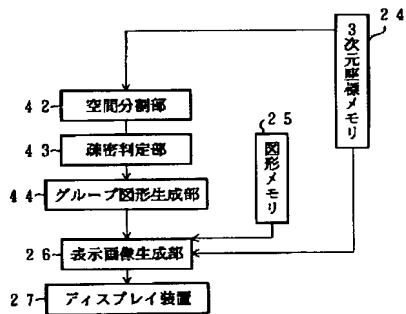 24
3次元座標メモリ
42
空間分割部
25
43
疎密判定部
図形メモリ
44
グループ図形生成部
26
表示画像生成部
27
ディスプレイ装置